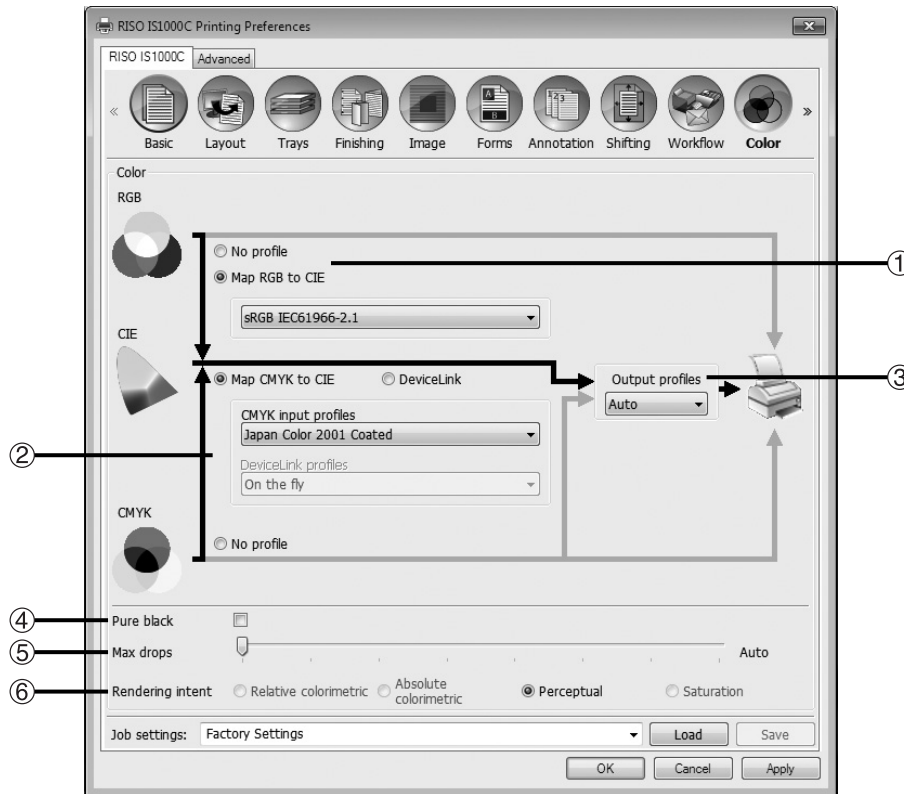 RISO IS1000C Printing Preferences
RISO IS1000C Advanced
« Basic Layout Trays Finishing Image Forms Annotation Shifting Workflow Color »
A
B
1 2 3
Color
RGB
No profile
①
Map RGB to CIE
sRGB IEC61966-2.1
CIE
Map CMYK to CIE DeviceLink
Output profiles
③
Auto
CMYK input profiles
Japan Color 2001 Coated
②
DeviceLink profiles
On the fly
CMYK
No profile
④ Pure black
⑤ Max drops Auto
⑥ Rendering intent Relative colorimetric Absolute colorimetric Perceptual Saturation
Job settings: Factory Settings Load Save
OK Cancel Apply